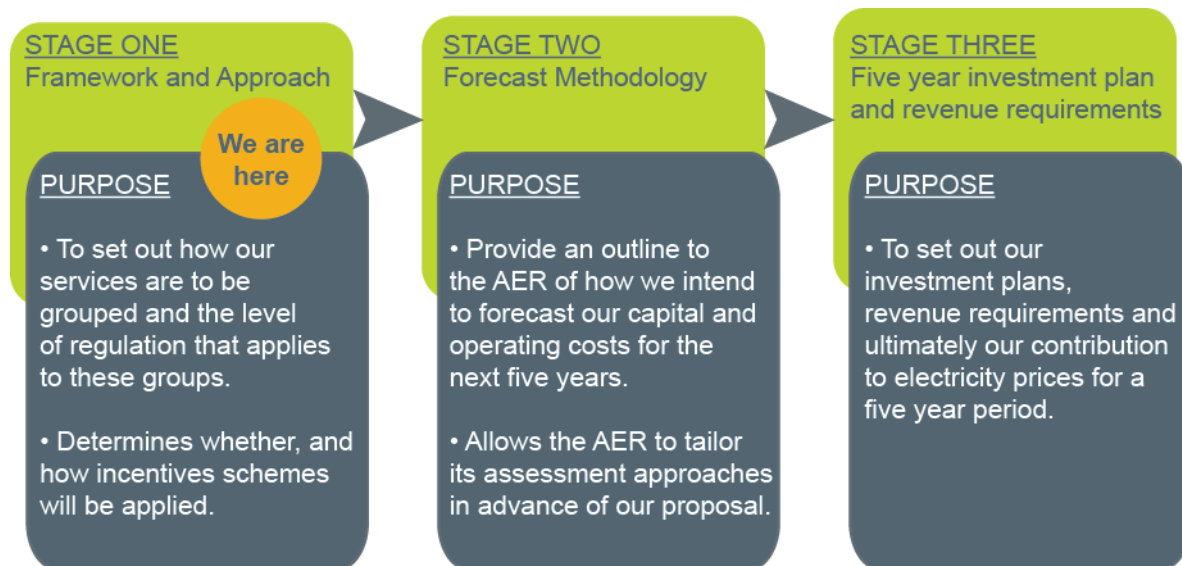 STAGE ONE
Framework and Approach
We are
here
PURPOSE
• To set out how our
services are to be
grouped and the level
of regulation that applies
to these groups.
• Determines whether, and
how incentives schemes
will be applied.
STAGE TWO
Forecast Methodology
PURPOSE
• Provide an outline to
the AER of how we intend
to forecast our capital and
operating costs for the
next five years.
• Allows the AER to tailor
its assessment approaches
in advance of our proposal.
STAGE THREE
Five year investment plan
and revenue requirements
PURPOSE
• To set out our
investment plans,
revenue requirements and
ultimately our contribution
to electricity prices for a
five year period.